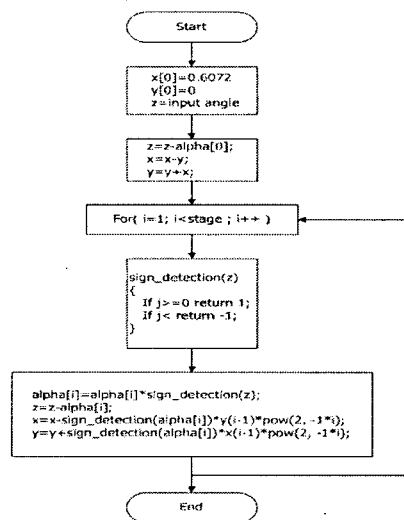 Start
x[0]=0.6072
y[0]=0
z=input angle
z=z-alpha[0];
x=x-y;
y=y+x;
For( i=1; i<stage ; i++ )
sign_detection(z)
{
If j>=0 return 1;
If j< return -1;
}
alpha[i]=alpha[i]*sign_detection(z);
z=z-alpha[i];
x=x-sign_detection(alpha[i])*y(i-1)*pow(2, -1*i);
y=y+sign_detection(alpha[i])*x(i-1)*pow(2, -1*i);
End